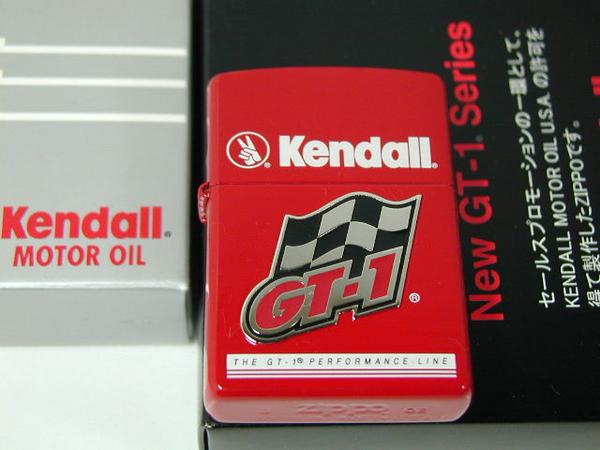 Kendall®
MOTOR OIL
Kendall®
GT-1®
THE GT-1® PERFORMANCE LINE
Zippo 02
New GT-1® Series
セールスプロモーションの一環として、
KENDALL MOTOR OIL U.S.A. の許可を
得て製作したZIPPOです。